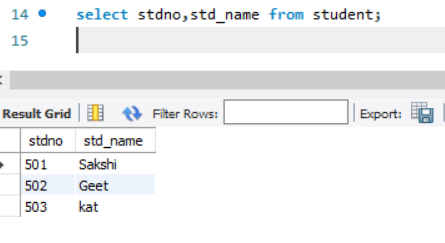 14 select stdno,std_name from student;
15
Result Grid Filter Rows: Export:
stdno std_name
501 Sakshi
502 Geet
503 kat